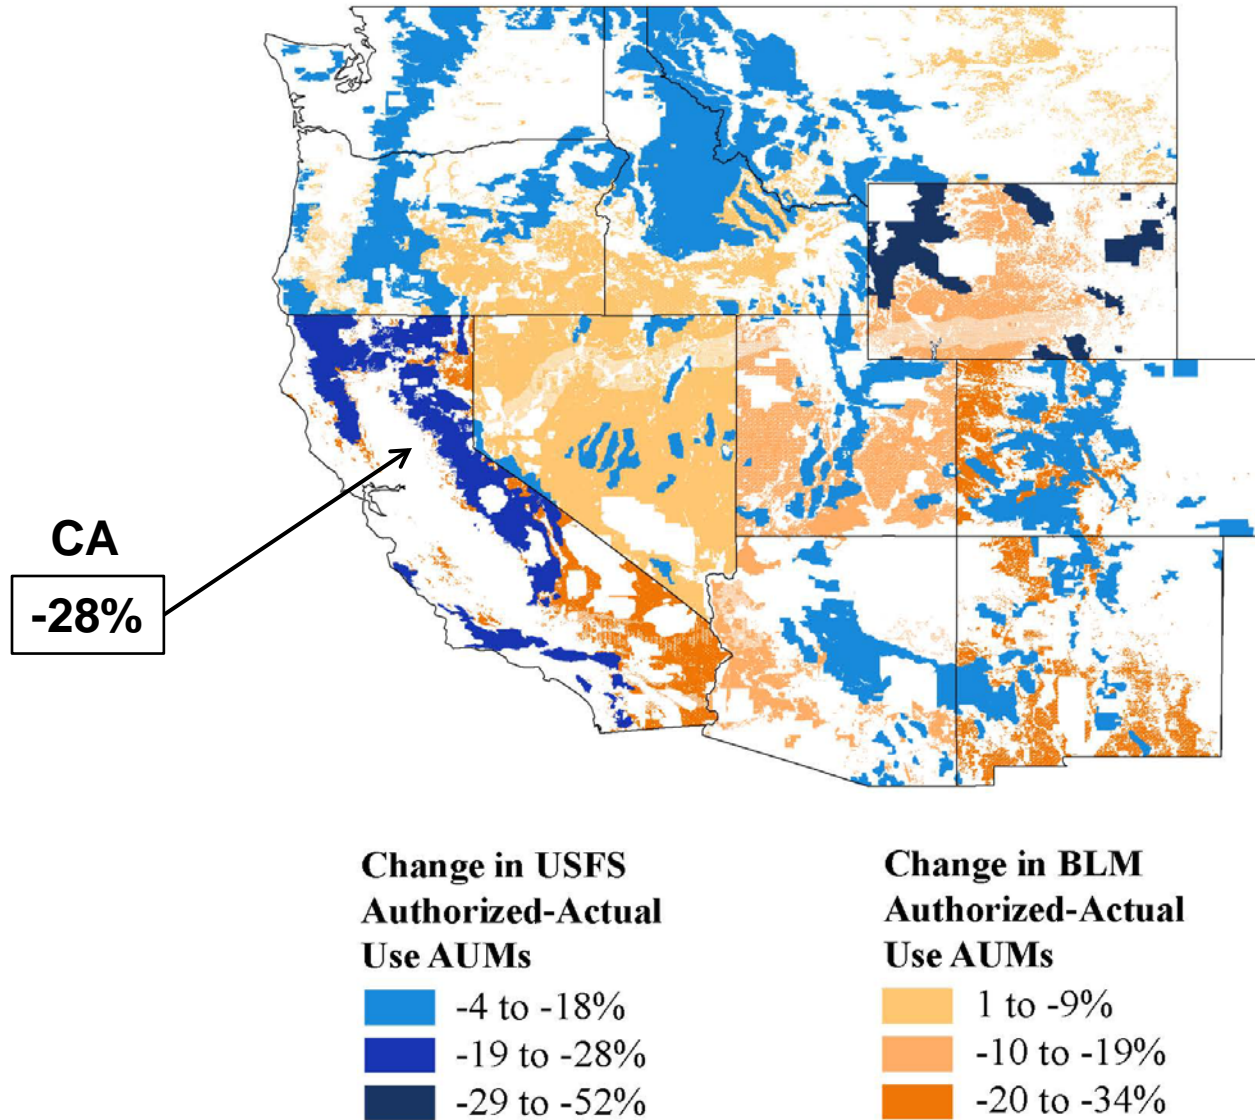 CA
-28%
Change in USFS
Authorized-Actual
Use AUMs
-4 to -18%
-19 to -28%
-29 to -52%
Change in BLM
Authorized-Actual
Use AUMs
1 to -9%
-10 to -19%
-20 to -34%